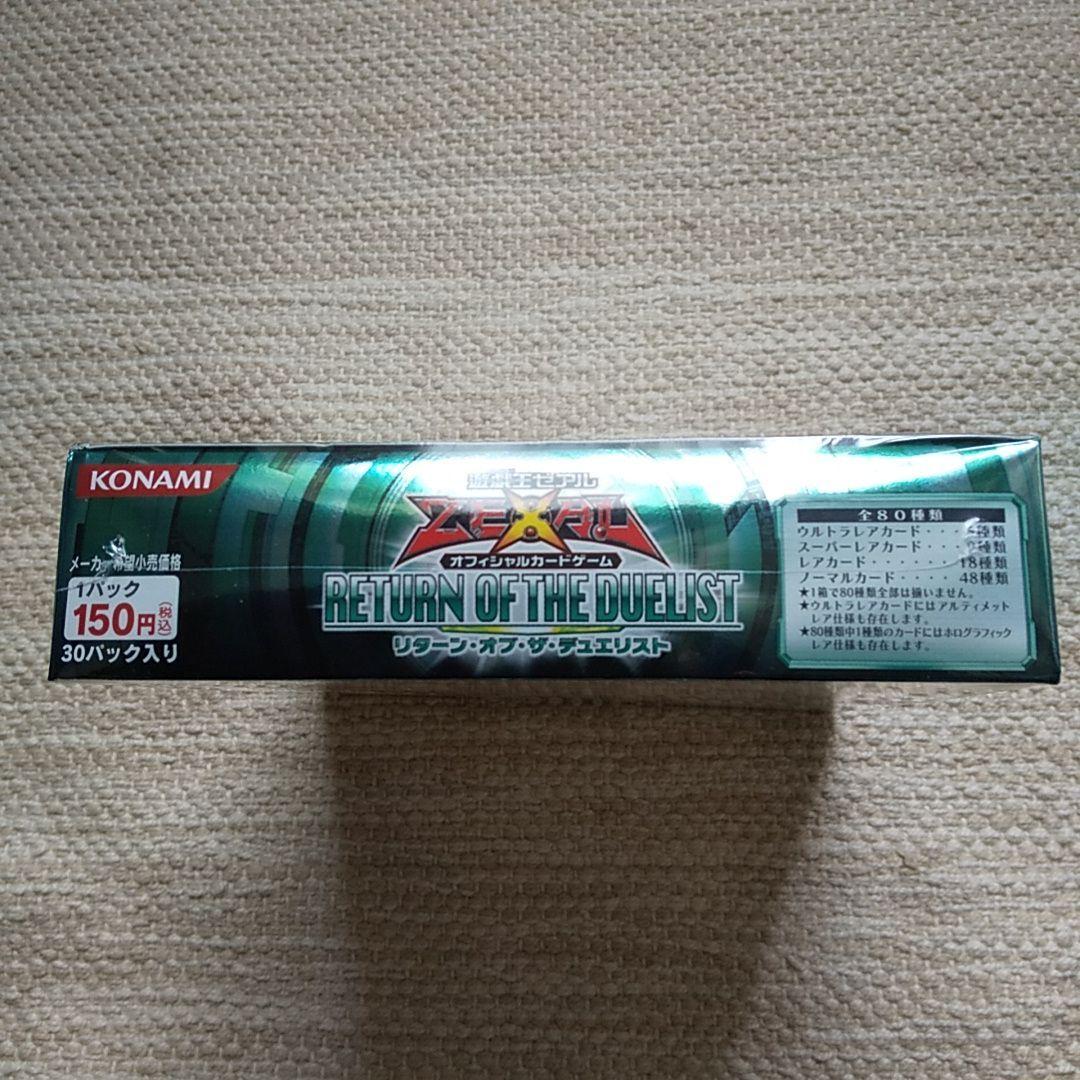 KONAMI
メーカー希望小売価格
1パック
150円(税込)
30パック入り
遊戯王ゼアル
ZEXAL
オフィシャルカードゲーム
RETURN OF THE DUELIST
リターン・オブ・ザ・デュエリスト
全80種類
ウルトラレアカード・・・種類
スーパーレアカード・・・種類
レアカード・・・・・・・18種類
ノーマルカード・・・・48種類
★1箱で80種類全部は揃いません。
★ウルトラレアカードにはアルティメット
レア仕様も存在します。
★80種類中1種類のカードにはホログラフィック
レア仕様も存在します。